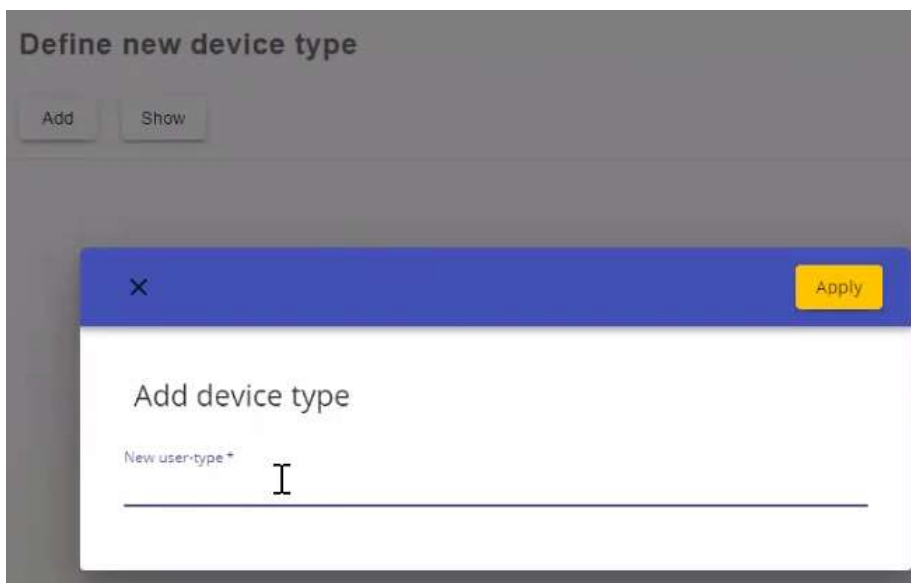 Define new device type
Add Show
Apply
Add device type
New user-type *